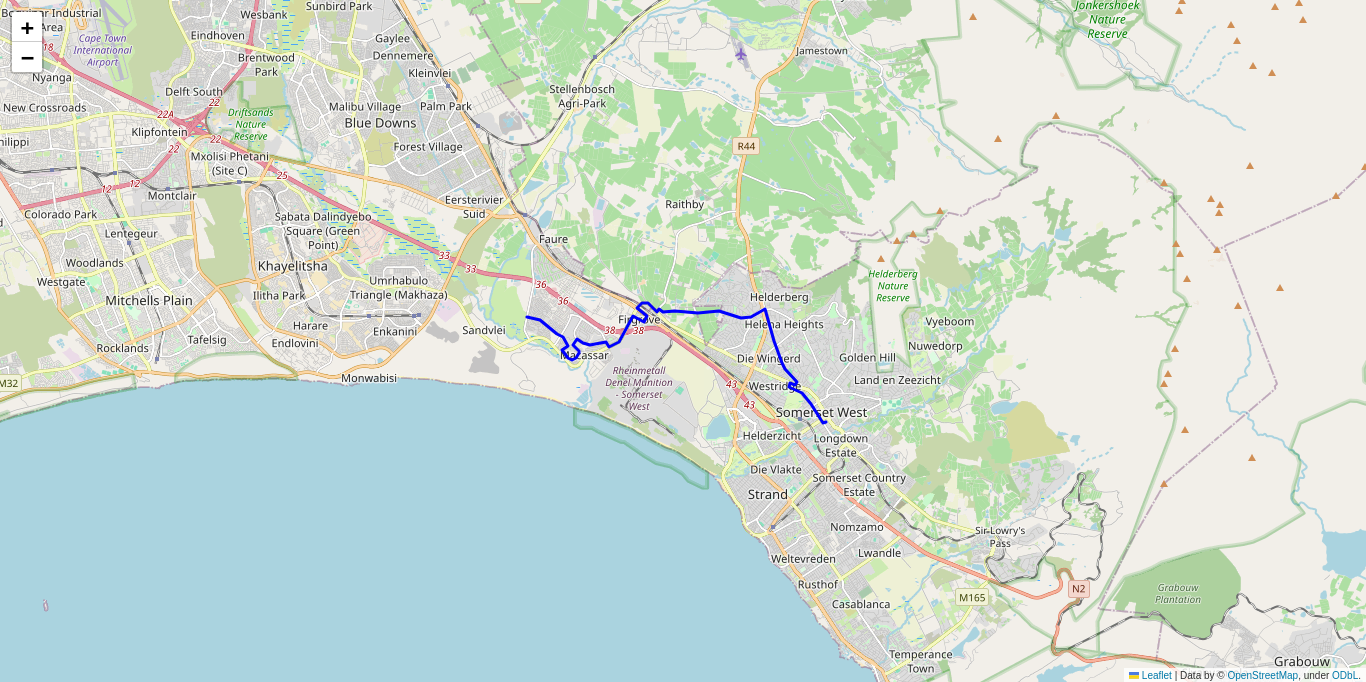 Sunbird Park
Industrial
Area
Wesbank
Jonkershoek
Nature
Reserve
+
−
18
Cape Town
International
Airport
Eindhoven
Gaylee
Dennemere
Jamestown
Brentwood
Park
Kleinvlei
Nyanga
Delft South
Stellenbosch
Agri-Park
New Crossroads
22
22A
Driftsands
Nature
Reserve
Malibu Village
Palm Park
Blue Downs
Klipfontein
22
22
Forest Village
R44
Mxolisi Phetani
(Site C)
25
12
12
Montclair
Eersterivier
Suid
Raithby
Colorado Park
Sabata Dalindyebo
Square (Green
Point)
Lentegeur
Faure
33
33
Woodlands
Khayelitsha
Westgate
Umrhabulo
Triangle (Makhaza)
36
36
Helderberg
Nature
Reserve
Mitchells Plain
Ilitha Park
Helderberg
Harare
Enkanini
Sandvlei
Firgrove
38
38
Helena Heights
Vyeboom
Tafelsig
Endlovini
Nuwedorp
Rocklands
Macassar
Die Wingerd
Golden Hill
M32
Monwabisi
Rheinmetall
Denel Munition
- Somerset
West
43
43
Westridge
Land en Zeezicht
Somerset West
Helderzicht
Longdown
Estate
Die Vlakte
Somerset Country
Estate
Strand
Nomzamo
Sir Lowry's
Pass
Lwandle
Weltevreden
Rusthof
Casablanca
M165
N2
Grabouw
Plantation
Temperance
Town
Grabouw
Leaflet | Data by © OpenStreetMap, under ODbL.